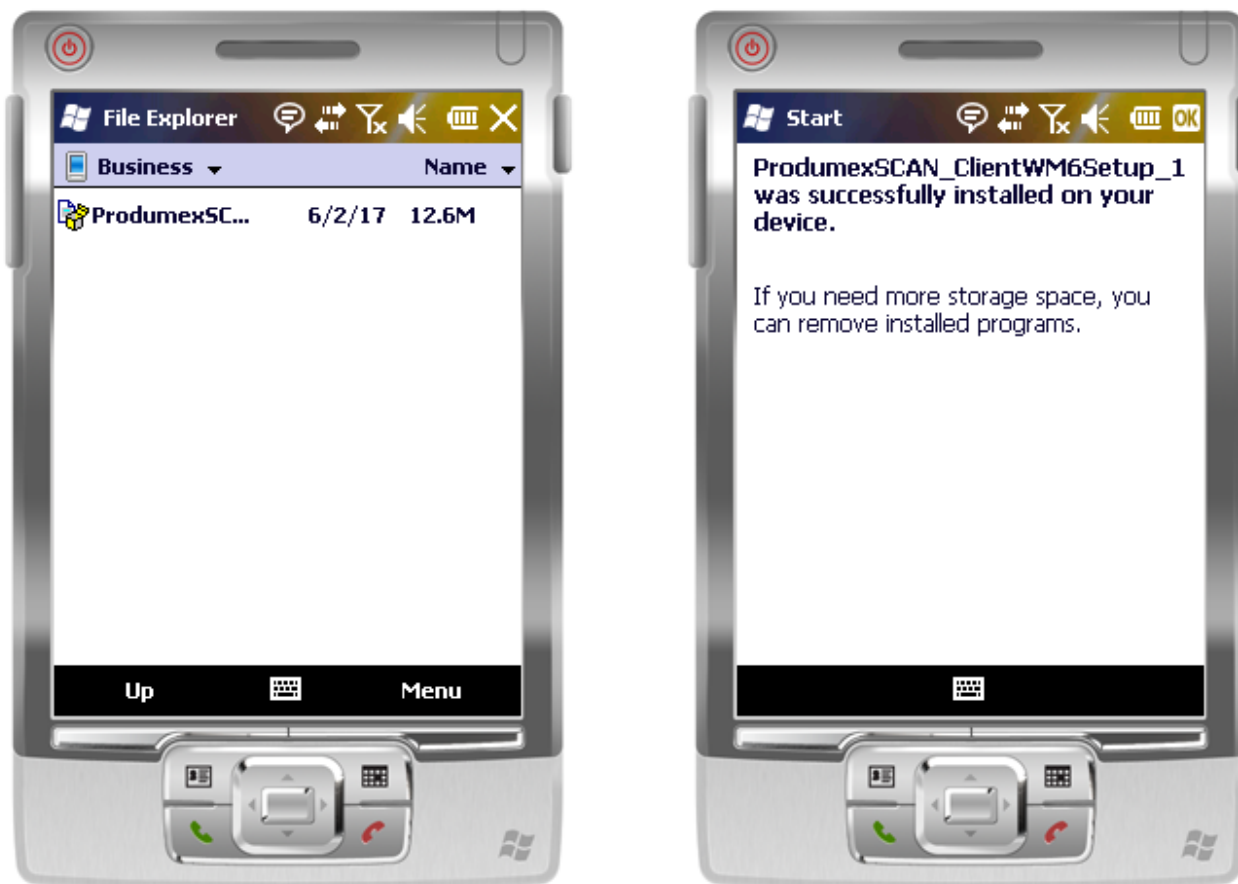 File Explorer
Business
Name
ProdumexSC... 6/2/17 12.6M
Up
Menu
Start
OK
ProdumexSCAN_ClientWM6Setup_1
was successfully installed on your
device.
If you need more storage space, you
can remove installed programs.